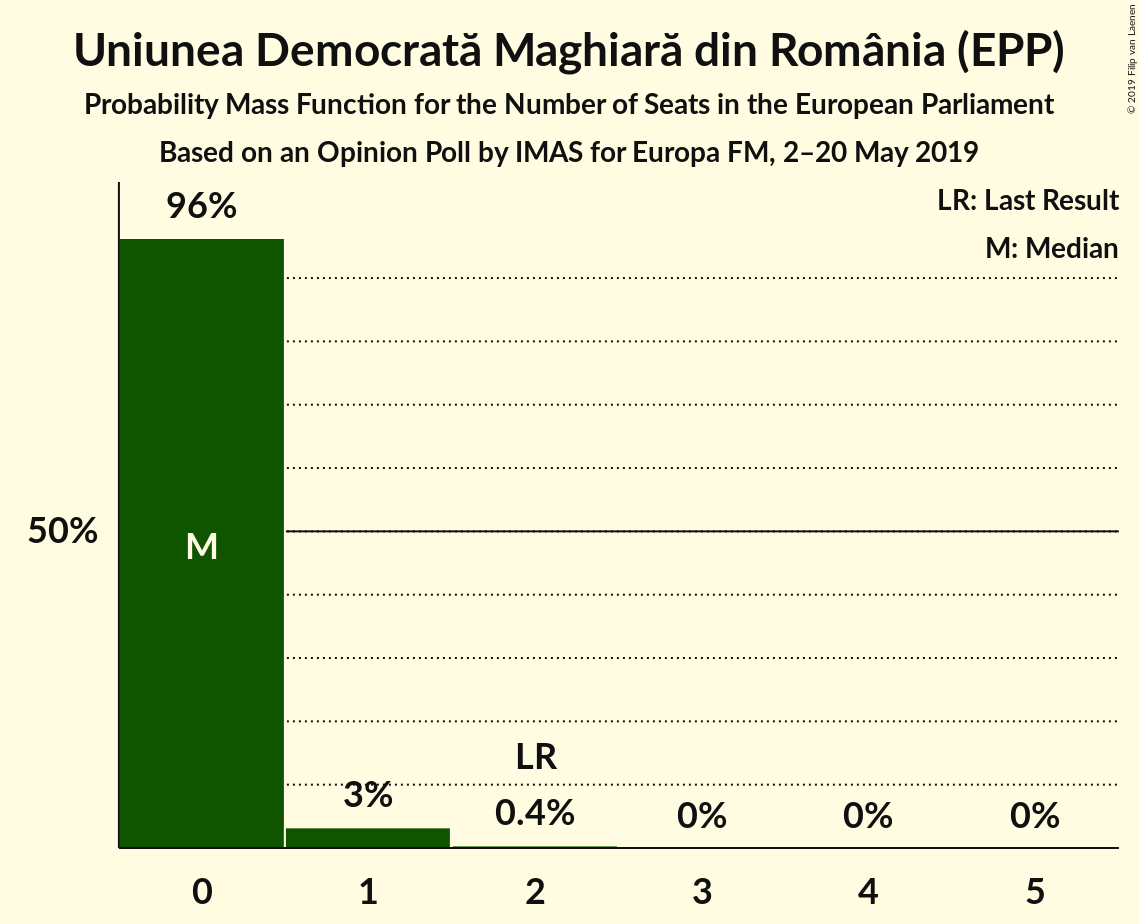 Uniunea Democrată Maghiară din România (EPP)
Probability Mass Function for the Number of Seats in the European Parliament
Based on an Opinion Poll by IMAS for Europa FM, 2–20 May 2019
© 2019 Filip van Laenen
LR: Last Result
M: Median
96%
50%
M
LR
3%
0.4%
0%
0%
0%
0
1
2
3
4
5